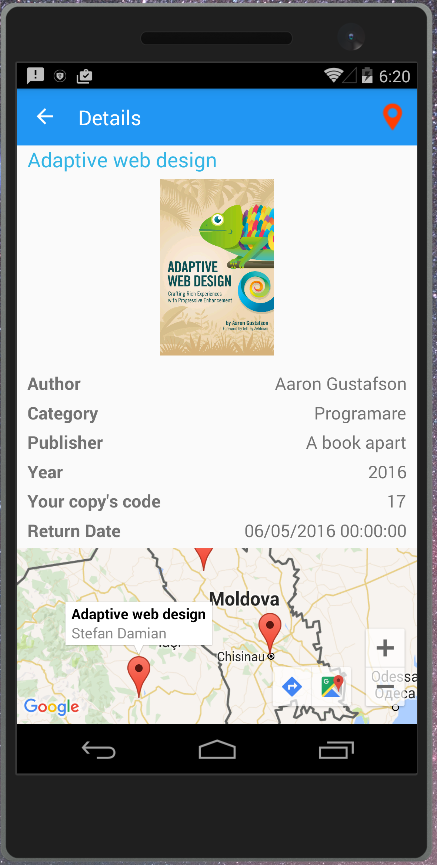 6:20
Details
Adaptive web design
ADAPTIVE
WEB DESIGN
Crafting Rich Experiences
with Progressive Enhancement
by Aaron Gustafson
Author Aaron Gustafson
Category Programare
Publisher A book apart
Year 2016
Your copy's code 17
Return Date 06/05/2016 00:00:00
Moldova
Adaptive web design
Stefan Damian
Iași
Chisinau
Odessa
Одеса
Google